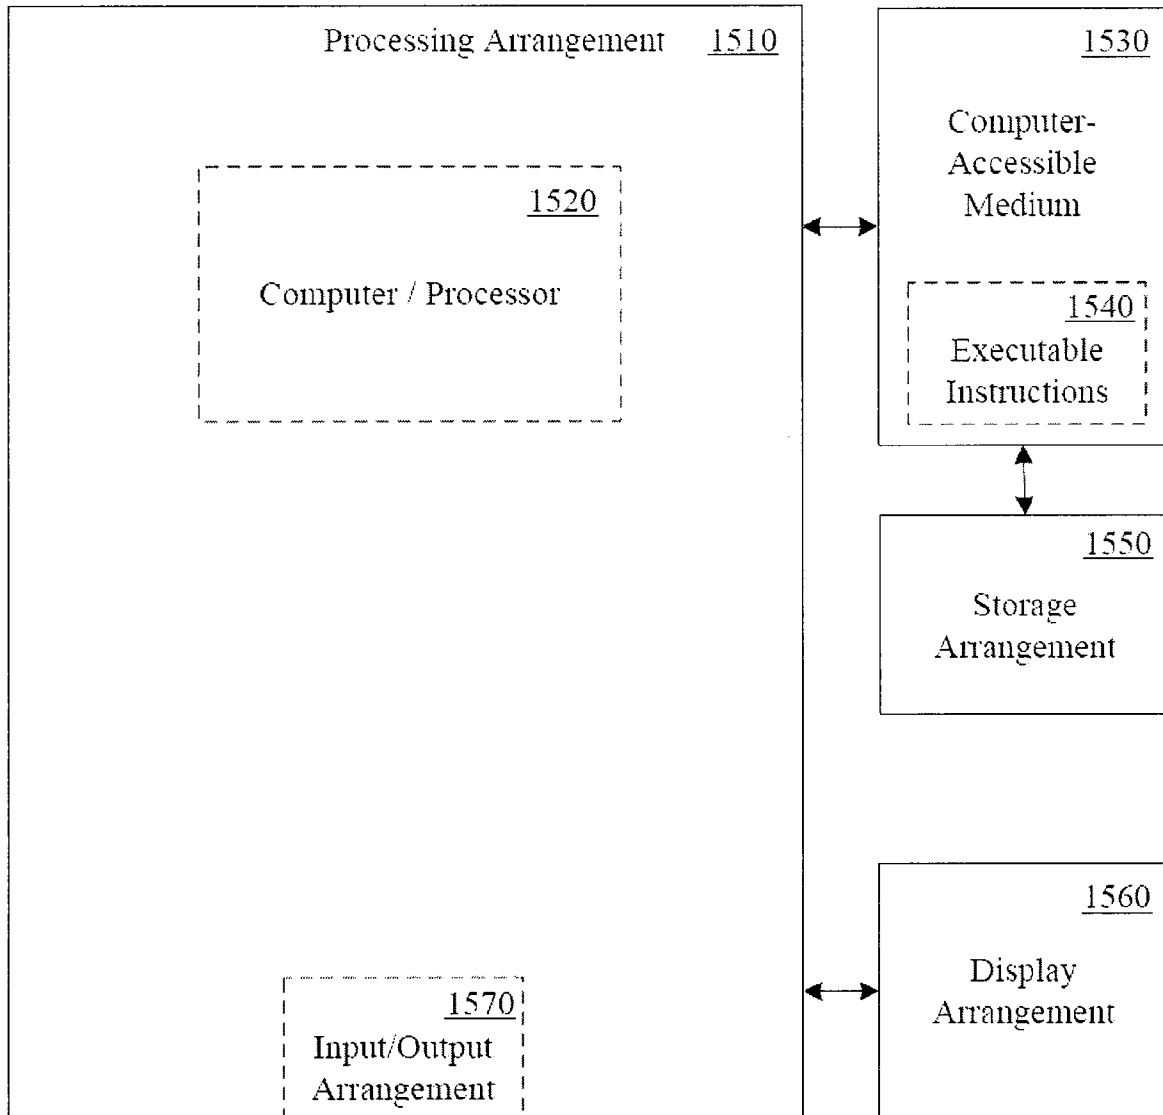 Processing Arrangement 1510
1520
Computer / Processor
1530
Computer-
Accessible
Medium
1540
Executable
Instructions
1550
Storage
Arrangement
1560
Display
Arrangement
1570
Input/Output
Arrangement